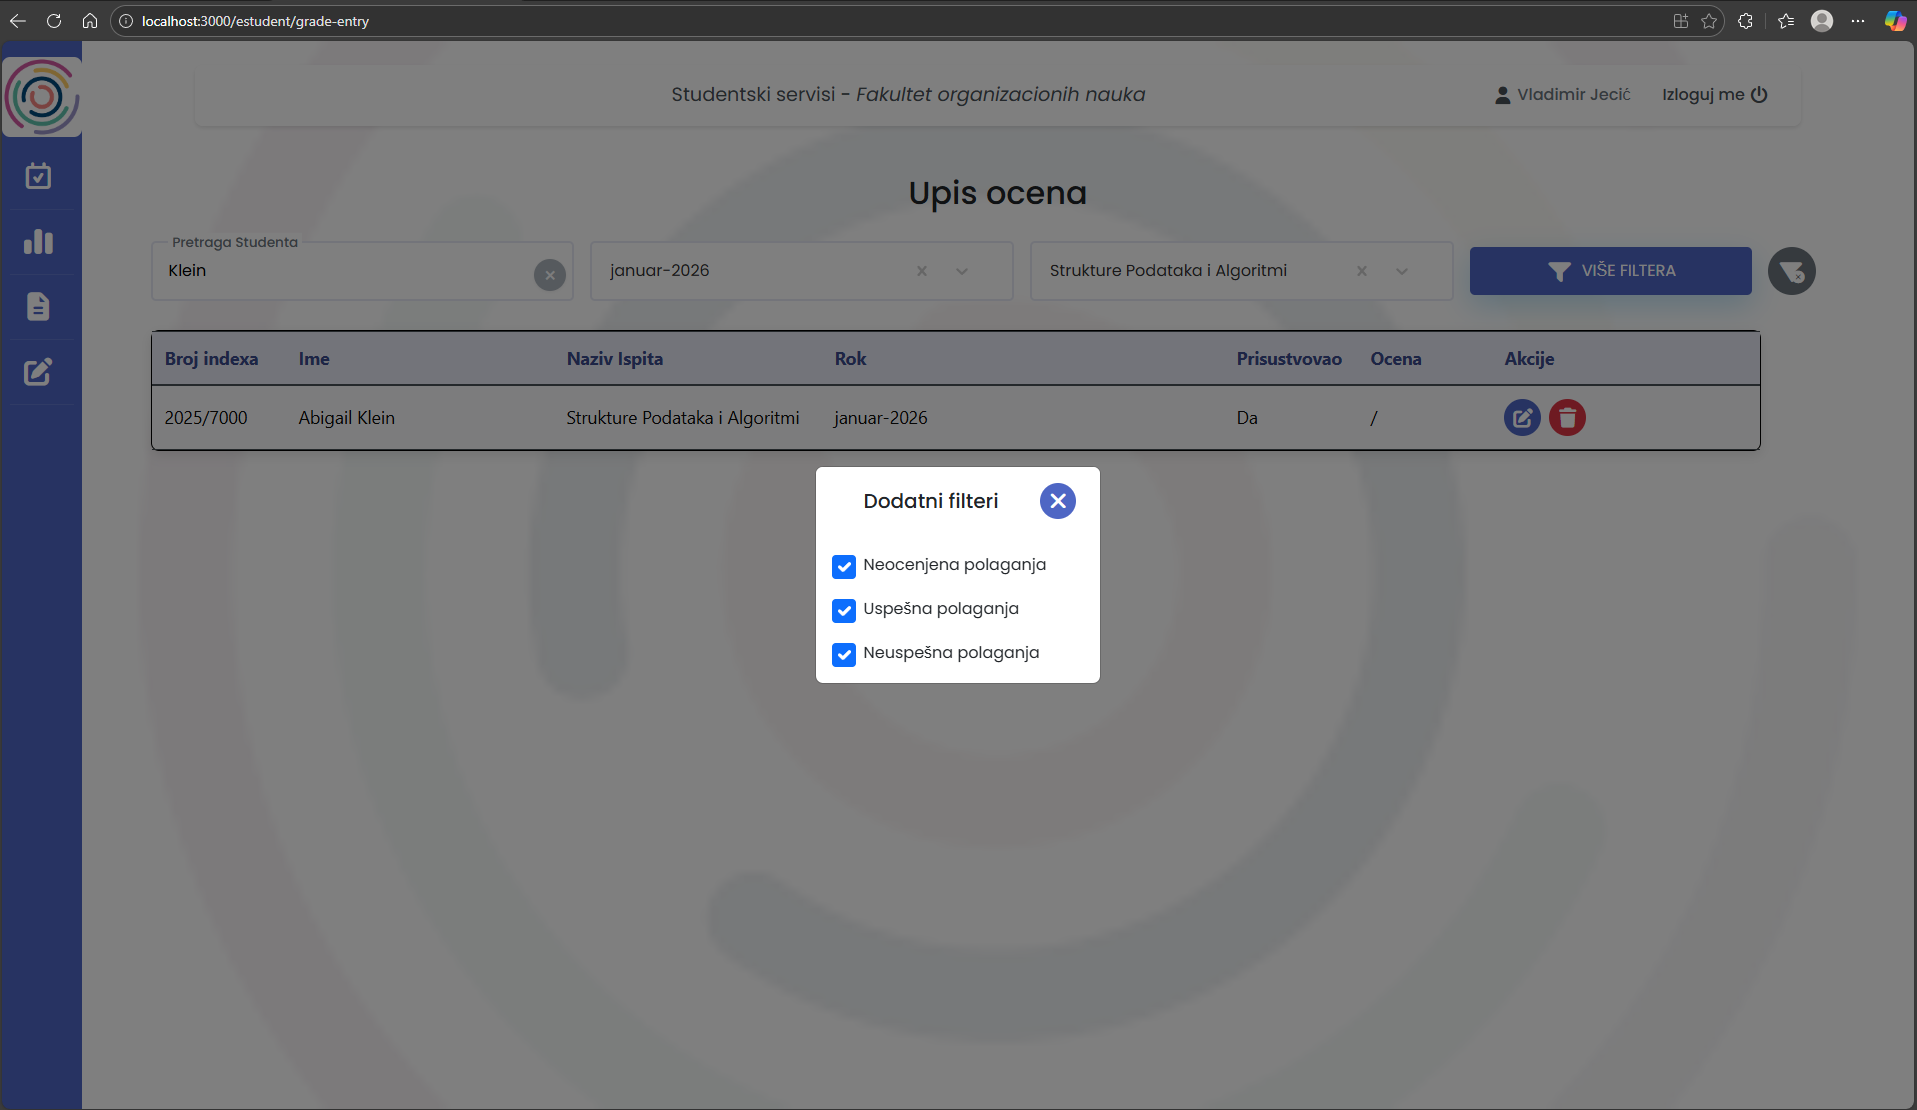 localhost:3000/estudent/grade-entry
Studentski servisi - Fakultet organizacionih nauka
Vladimir Jecić
Izloguj me
Upis ocena
Pretraga Studenta
Klein
januar-2026
Strukture Podataka i Algoritmi
VIŠE FILTERA
Broj indexa Ime Naziv Ispita Rok Prisustvovao Ocena Akcije
2025/7000 Abigail Klein Strukture Podataka i Algoritmi januar-2026 Da /
Dodatni filteri
Neocenjena polaganja
Uspešna polaganja
Neuspešna polaganja